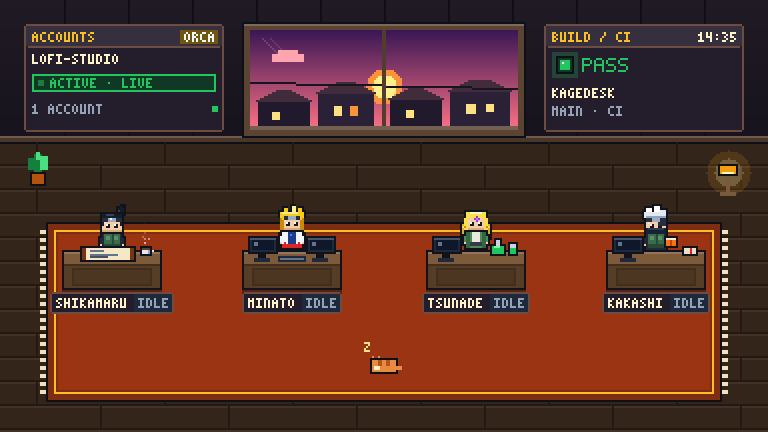 ACCOUNTS ORCA
LOFI-STUDIO
ACTIVE · LIVE
1 ACCOUNT
BUILD / CI 14:35
PASS
KAGEDESK
MAIN · CI
SHIKAMARU IDLE
MINATO IDLE
TSUNADE IDLE
KAKASHI IDLE
Z